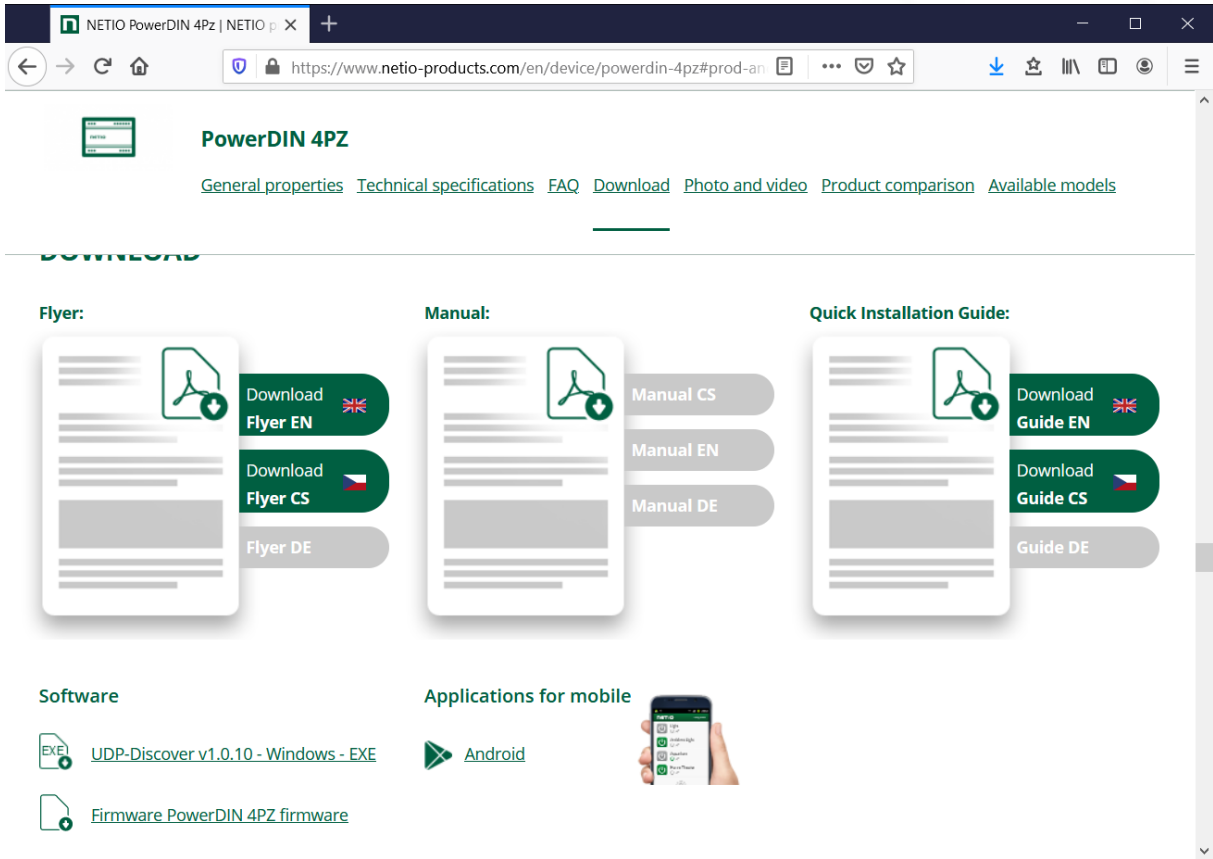 NETIO PowerDIN 4Pz | NETIO p
https://www.netio-products.com/en/device/powerdin-4pz#prod-an
PowerDIN 4PZ
General properties Technical specifications FAQ Download Photo and video Product comparison Available models
DOWNLOAD
Flyer: Manual: Quick Installation Guide:
Download
Flyer EN
Download
Flyer CS
Flyer DE
Manual CS
Manual EN
Manual DE
Download
Guide EN
Download
Guide CS
Guide DE
Software
EXE
UDP-Discover v1.0.10 - Windows - EXE
Firmware PowerDIN 4PZ firmware
Applications for mobile
Android
NETIO